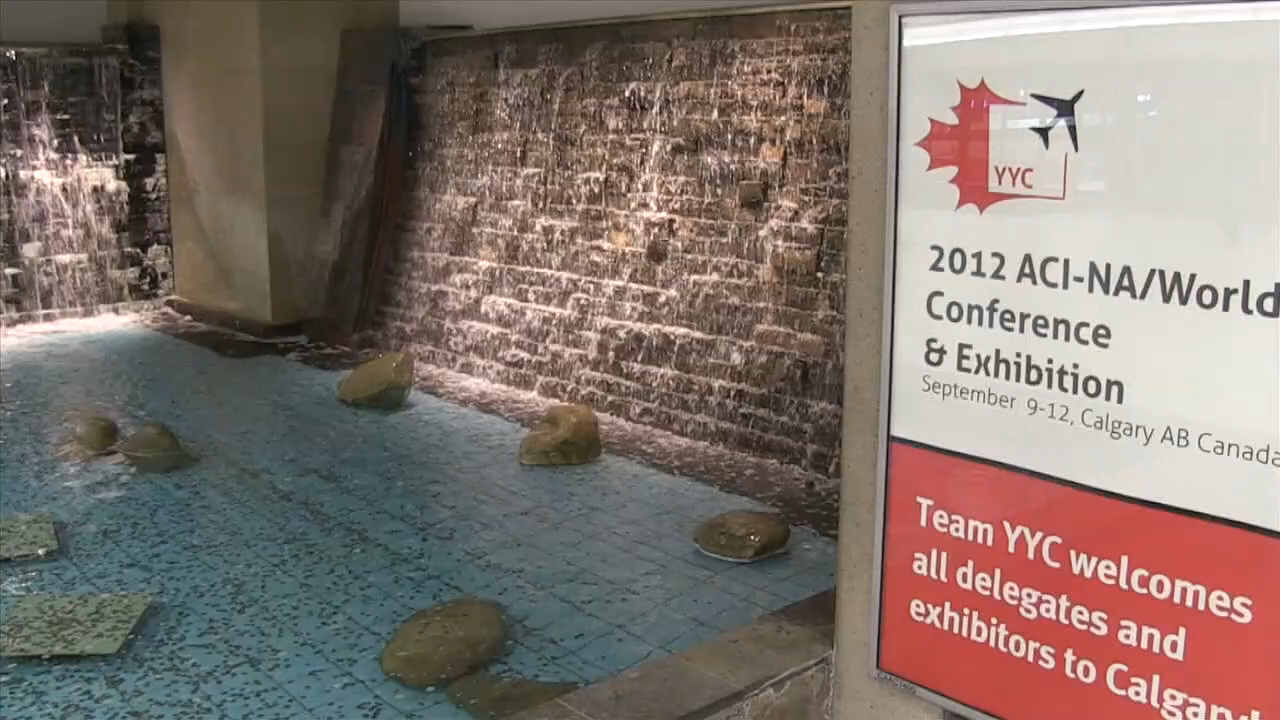 YYC
2012 ACI-NA/World
Conference
& Exhibition
September 9-12, Calgary AB Canada
Team YYC welcomes
all delegates and
exhibitors to Calgary